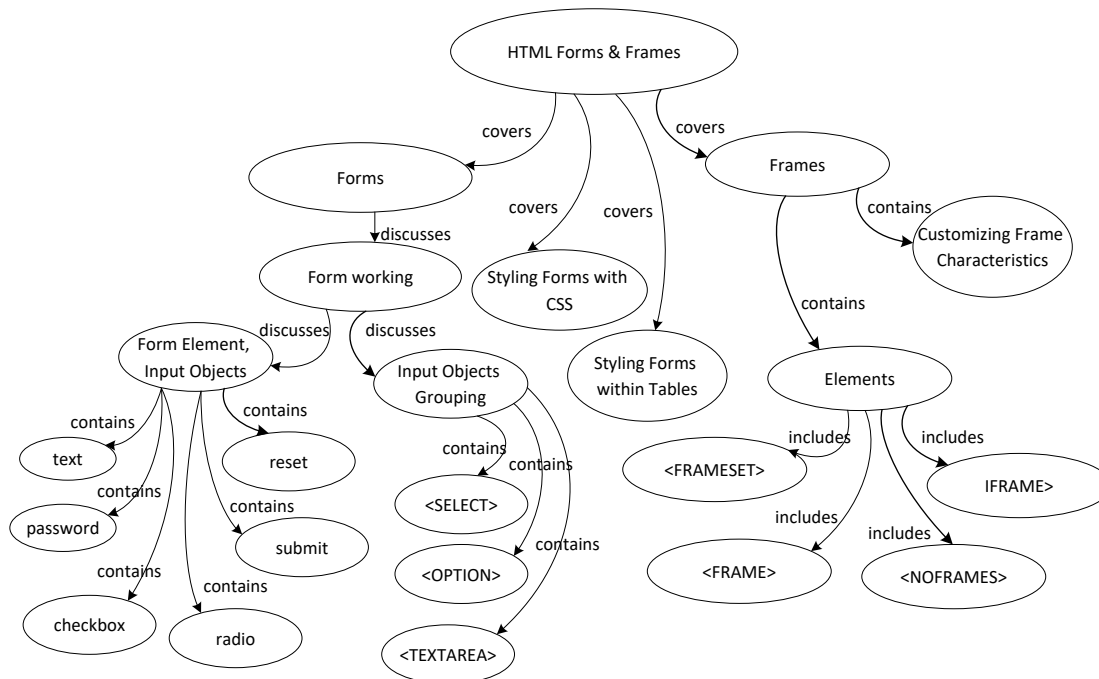 HTML Forms & Frames
covers
covers
covers
covers
Forms
Frames
discusses
contains
Form working
Styling Forms with
CSS
Customizing Frame
Characteristics
discusses
discusses
contains
Form Element,
Input Objects
Input Objects
Grouping
Styling Forms
within Tables
Elements
contains
contains
contains
contains
includes
includes
text
reset
<FRAMESET>
IFRAME>
contains
contains
<SELECT>
password
submit
contains
includes
includes
contains
contains
<OPTION>
<FRAME>
<NOFRAMES>
checkbox
radio
<TEXTAREA>